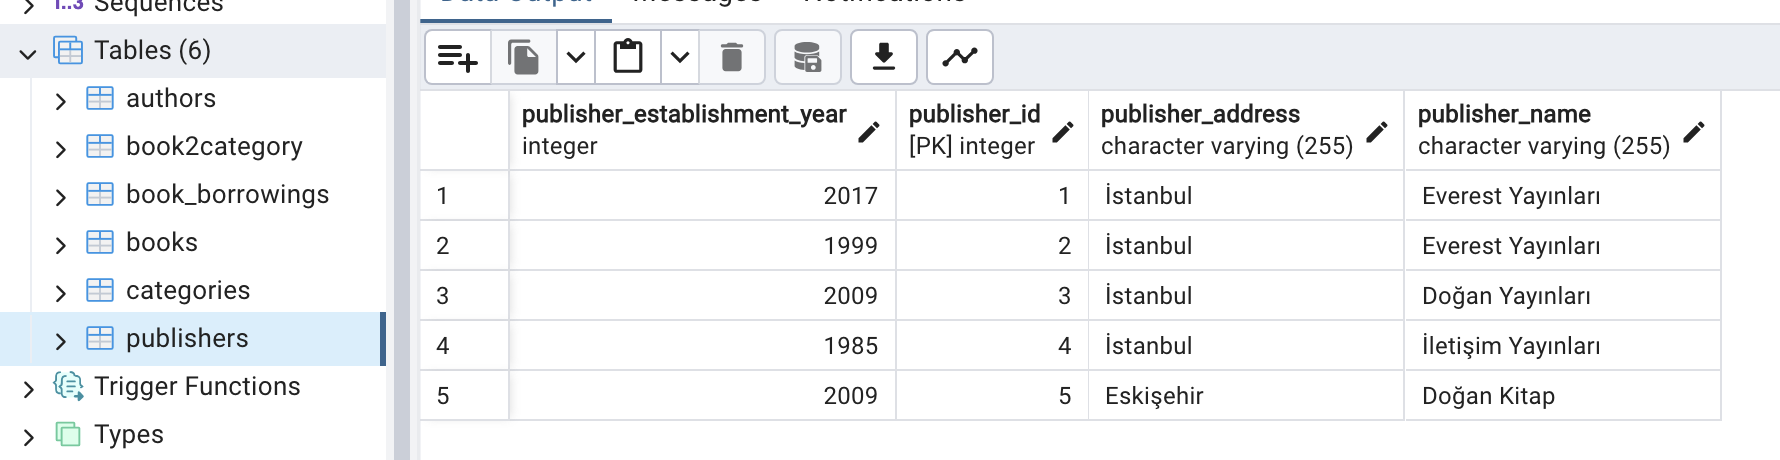 1..3 Sequences
Tables (6)
authors
book2category
book_borrowings
books
categories
publishers
Trigger Functions
Types
Data Output Messages Notifications
publisher_establishment_year integer
publisher_id [PK] integer
publisher_address character varying (255)
publisher_name character varying (255)
1 2017 1 İstanbul Everest Yayınları
2 1999 2 İstanbul Everest Yayınları
3 2009 3 İstanbul Doğan Yayınları
4 1985 4 İstanbul İletişim Yayınları
5 2009 5 Eskişehir Doğan Kitap